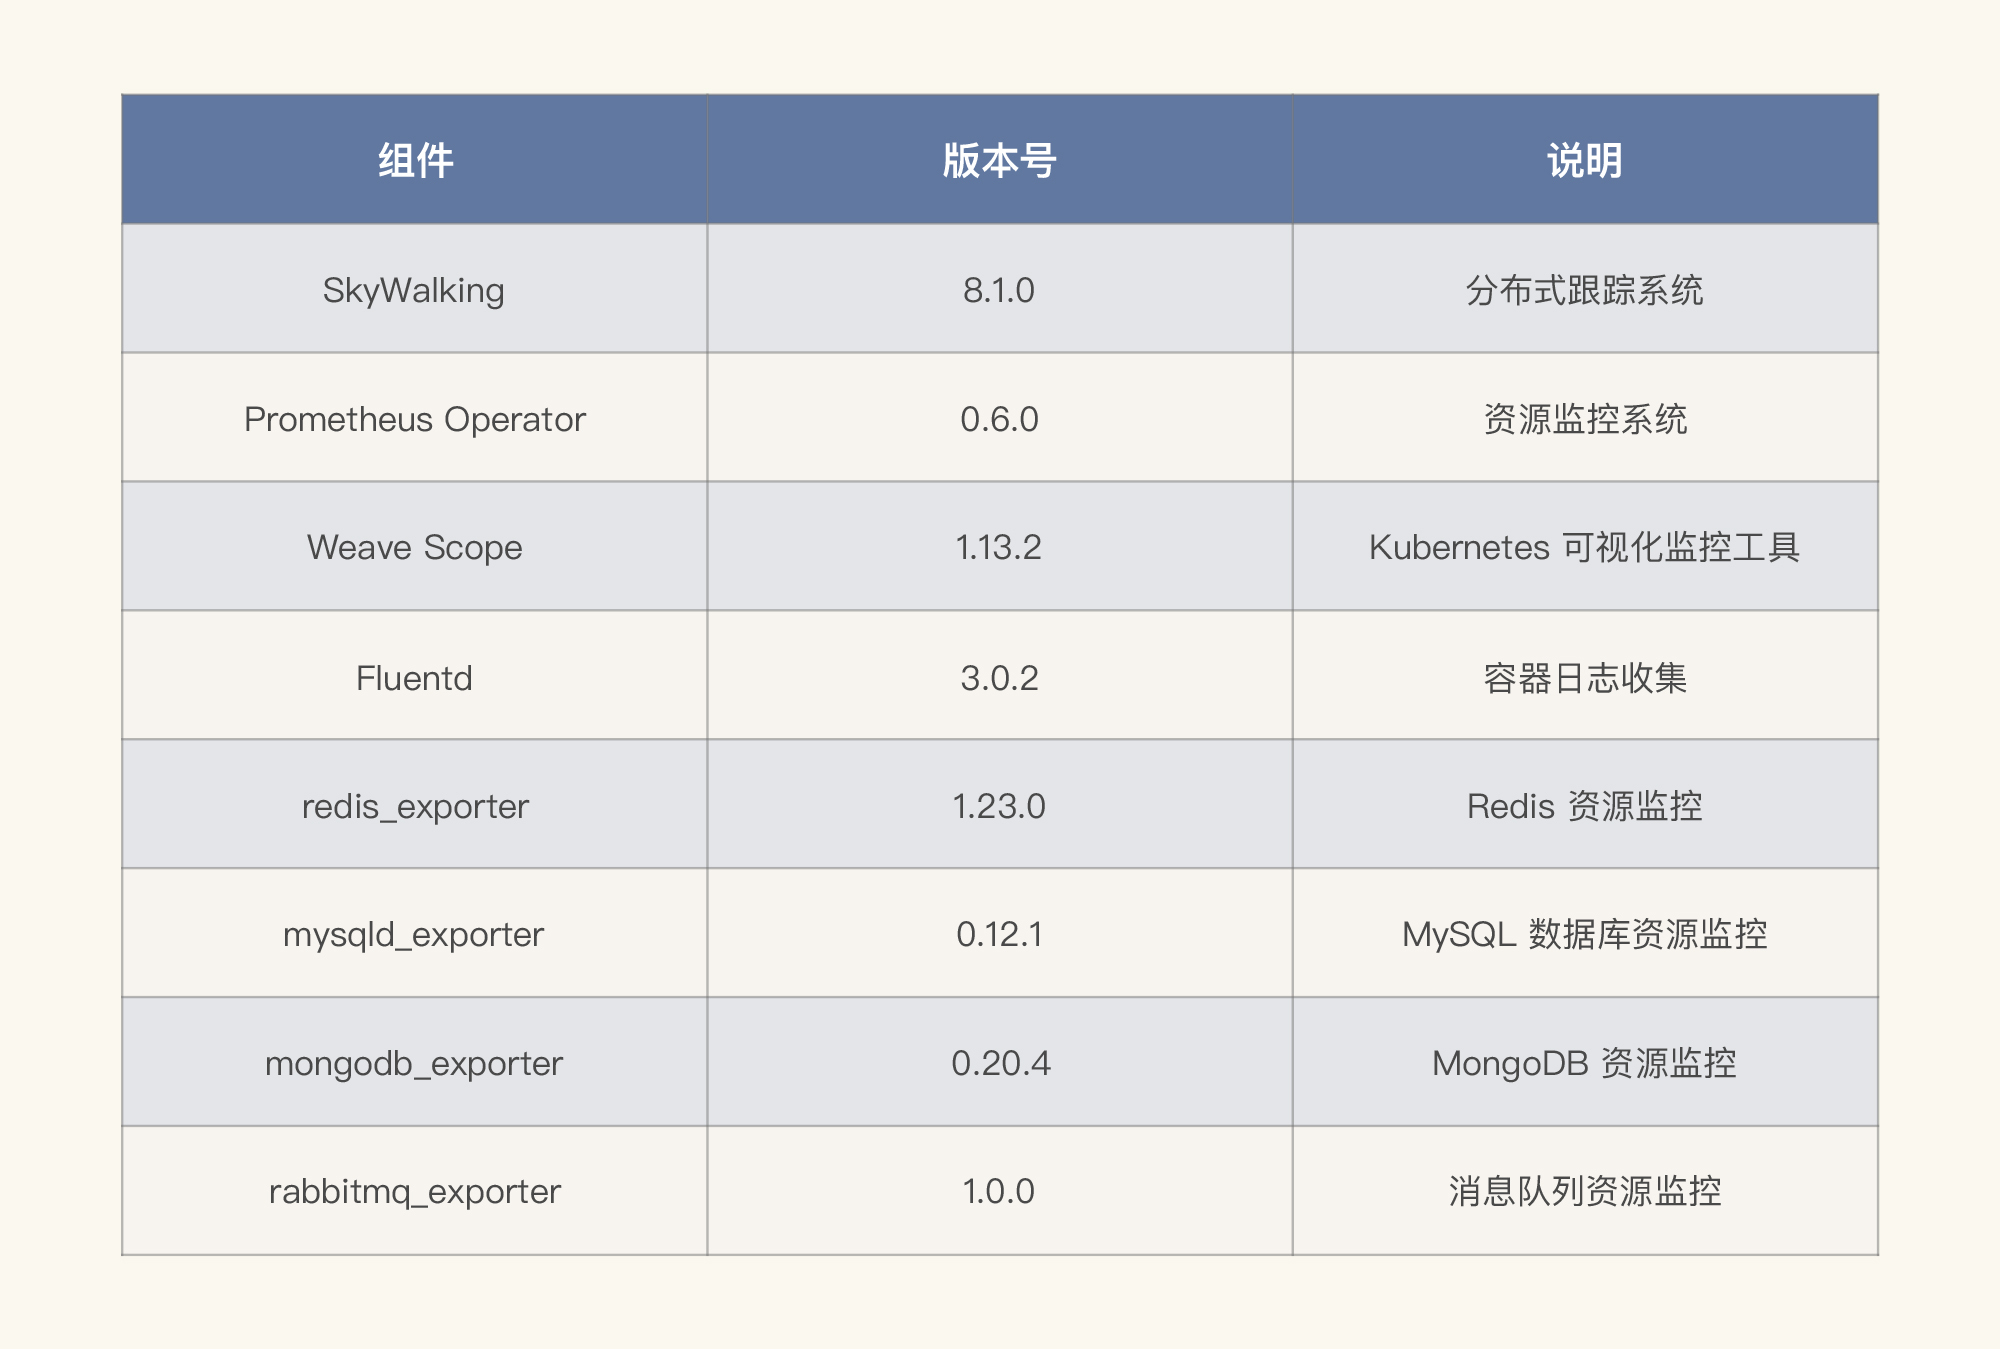 组件 版本号 说明
SkyWalking 8.1.0 分布式跟踪系统
Prometheus Operator 0.6.0 资源监控系统
Weave Scope 1.13.2 Kubernetes 可视化监控工具
Fluentd 3.0.2 容器日志收集
redis_exporter 1.23.0 Redis 资源监控
mysqld_exporter 0.12.1 MySQL 数据库资源监控
mongodb_exporter 0.20.4 MongoDB 资源监控
rabbitmq_exporter 1.0.0 消息队列资源监控